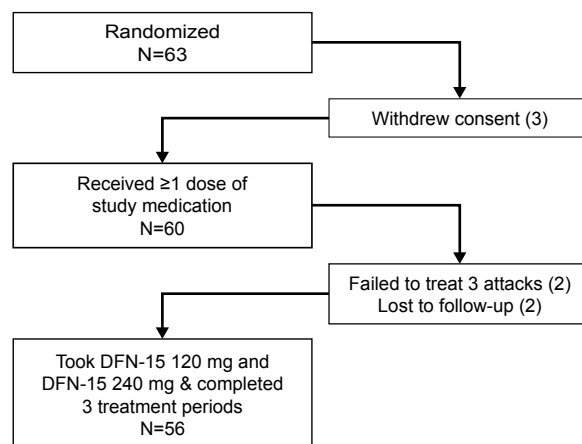 Randomized
N=63
Withdrew consent (3)
Received ≥1 dose of
study medication
N=60
Failed to treat 3 attacks (2)
Lost to follow-up (2)
Took DFN-15 120 mg and
DFN-15 240 mg & completed
3 treatment periods
N=56